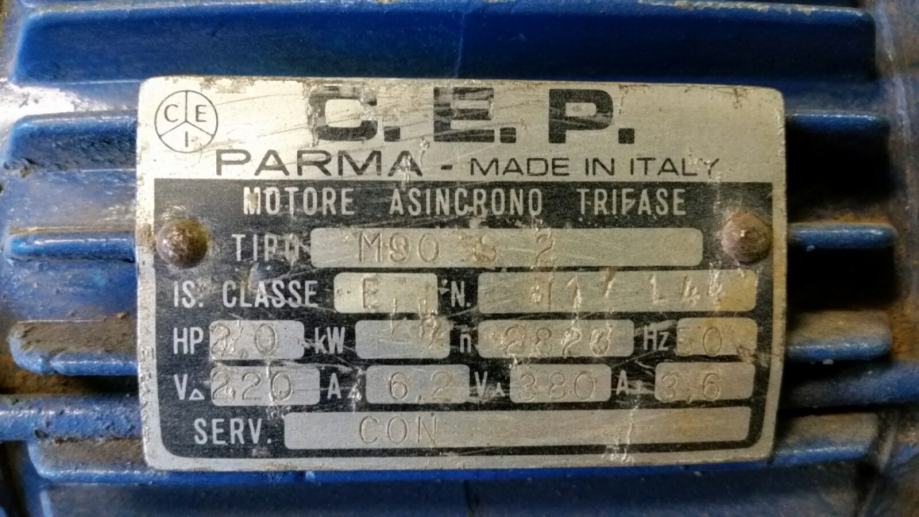 C E I
C.E.P.
PARMA - MADE IN ITALY
MOTORE ASINCRONO TRIFASE
TIPO M90 S 2
IS. CLASSE E N.
HP 2,0 kW n 2820 Hz
V△ 220 A△ 6,2 V⅄ 380 A⅄ 3,6
SERV. CON